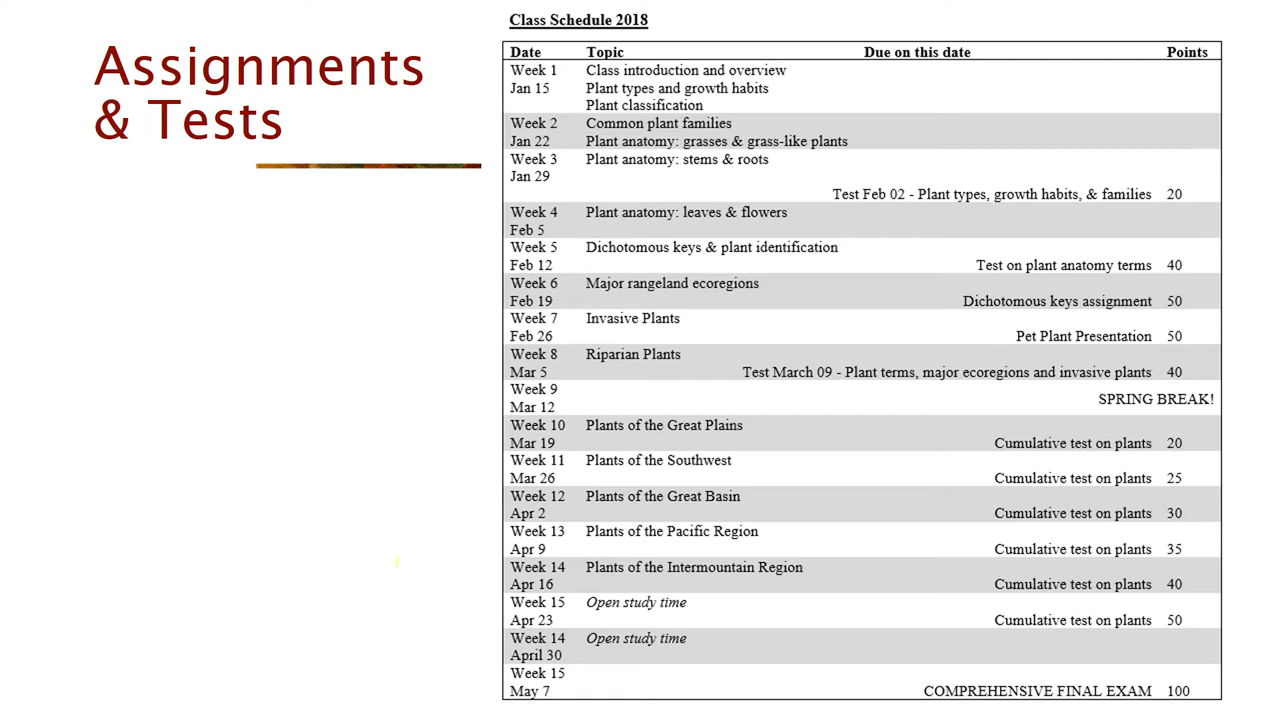 Assignments
& Tests
Class Schedule 2018
Date Topic Due on this date Points
Week 1 Class introduction and overview
Jan 15 Plant types and growth habits
Plant classification
Week 2 Common plant families
Jan 22 Plant anatomy: grasses & grass-like plants
Week 3 Plant anatomy: stems & roots
Jan 29
Test Feb 02 - Plant types, growth habits, & families 20
Week 4 Plant anatomy: leaves & flowers
Feb 5
Week 5 Dichotomous keys & plant identification
Feb 12 Test on plant anatomy terms 40
Week 6 Major rangeland ecoregions
Feb 19 Dichotomous keys assignment 50
Week 7 Invasive Plants
Feb 26 Pet Plant Presentation 50
Week 8 Riparian Plants
Mar 5 Test March 09 - Plant terms, major ecoregions and invasive plants 40
Week 9
SPRING BREAK!
Mar 12
Week 10 Plants of the Great Plains
Mar 19 Cumulative test on plants 20
Week 11 Plants of the Southwest
Mar 26 Cumulative test on plants 25
Week 12 Plants of the Great Basin
Apr 2 Cumulative test on plants 30
Week 13 Plants of the Pacific Region
Apr 9 Cumulative test on plants 35
Week 14 Plants of the Intermountain Region
Apr 16 Cumulative test on plants 40
Week 15 Open study time
Apr 23 Cumulative test on plants 50
Week 14 Open study time
April 30
Week 15
May 7 COMPREHENSIVE FINAL EXAM 100